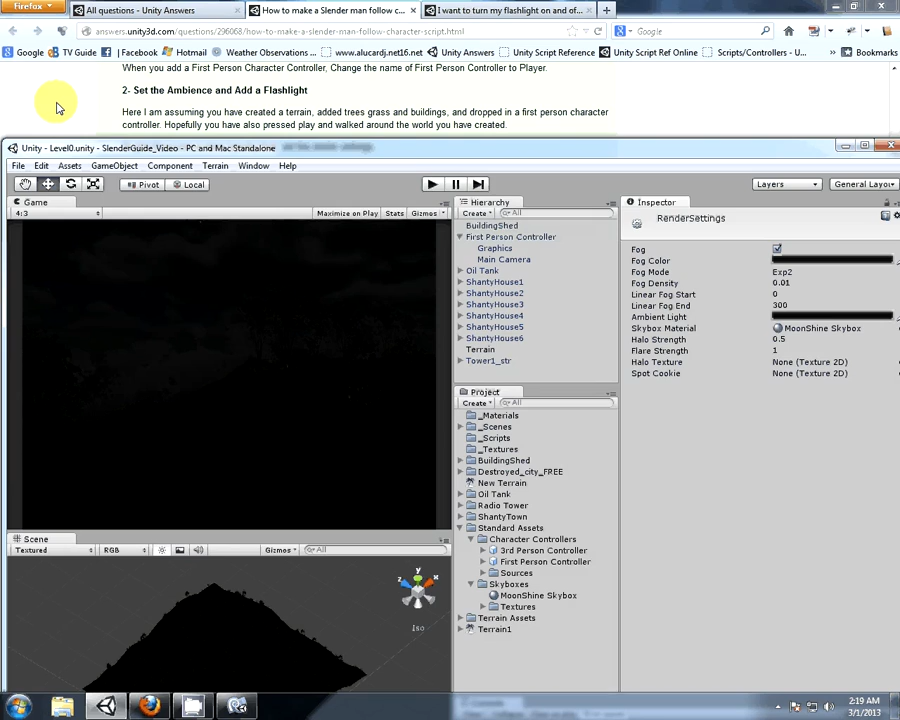 Firefox
All questions - Unity Answers
How to make a Slender man follow c...
I want to turn my flashlight on and of...
answers.unity3d.com/questions/296068/how-to-make-a-slender-man-follow-character-script.html
Google
Google
TV Guide
Facebook
Hotmail
Weather Observations ...
www.alucardj.net16.net
Unity Answers
Unity Script Reference
Unity Script Ref Online
Scripts/Controllers - U...
Bookmarks
When you add a First Person Character Controller, Change the name of First Person Controller to Player.
2- Set the Ambience and Add a Flashlight
Here I am assuming you have created a terrain, added trees grass and buildings, and dropped in a first person character
controller. Hopefully you have also pressed play and walked around the world you have created.
Unity - Level0.unity - SlenderGuide_Video - PC and Mac Standalone
File Edit Assets GameObject Component Terrain Window Help
Pivot Local
Layers
General Layou
Game
4:3
Maximize on Play Stats Gizmos
Hierarchy
Create
All
BuildingShed
First Person Controller
Graphics
Main Camera
Oil Tank
ShantyHouse1
ShantyHouse2
ShantyHouse3
ShantyHouse4
ShantyHouse5
ShantyHouse6
Terrain
Tower1_str
Project
Create
All
_Materials
_Scenes
_Scripts
_Textures
BuildingShed
Destroyed_city_FREE
New Terrain
Oil Tank
Radio Tower
ShantyTown
Standard Assets
Character Controllers
3rd Person Controller
First Person Controller
Sources
Skyboxes
MoonShine Skybox
Textures
Terrain Assets
Terrain1
Inspector
RenderSettings
Fog
Fog Color
Fog Mode Exp2
Fog Density 0.01
Linear Fog Start 0
Linear Fog End 300
Ambient Light
Skybox Material MoonShine Skybox
Halo Strength 0.5
Flare Strength 1
Halo Texture None (Texture 2D)
Spot Cookie None (Texture 2D)
Scene
Textured RGB Gizmos All
y
x
z
Iso
2:19 AM
3/1/2013